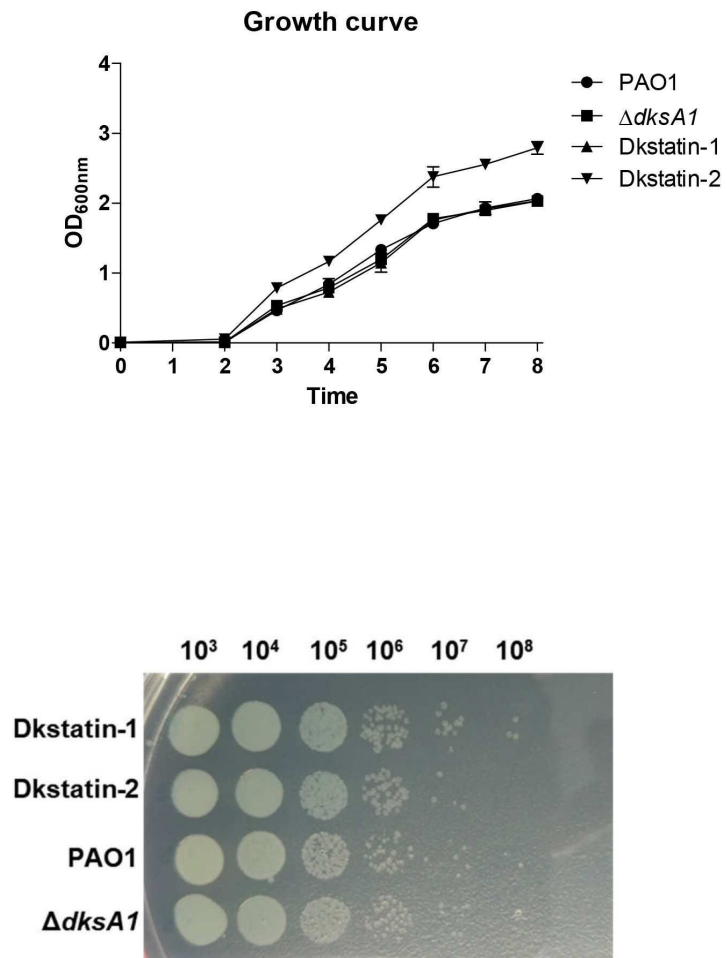 Growth curve
4
3
2
1
0
OD600nm
0 1 2 3 4 5 6 7 8
Time
PAO1
ΔdksA1
Dkstatin-1
Dkstatin-2
10³ 10⁴ 10⁵ 10⁶ 10⁷ 10⁸
Dkstatin-1
Dkstatin-2
PAO1
ΔdksA1